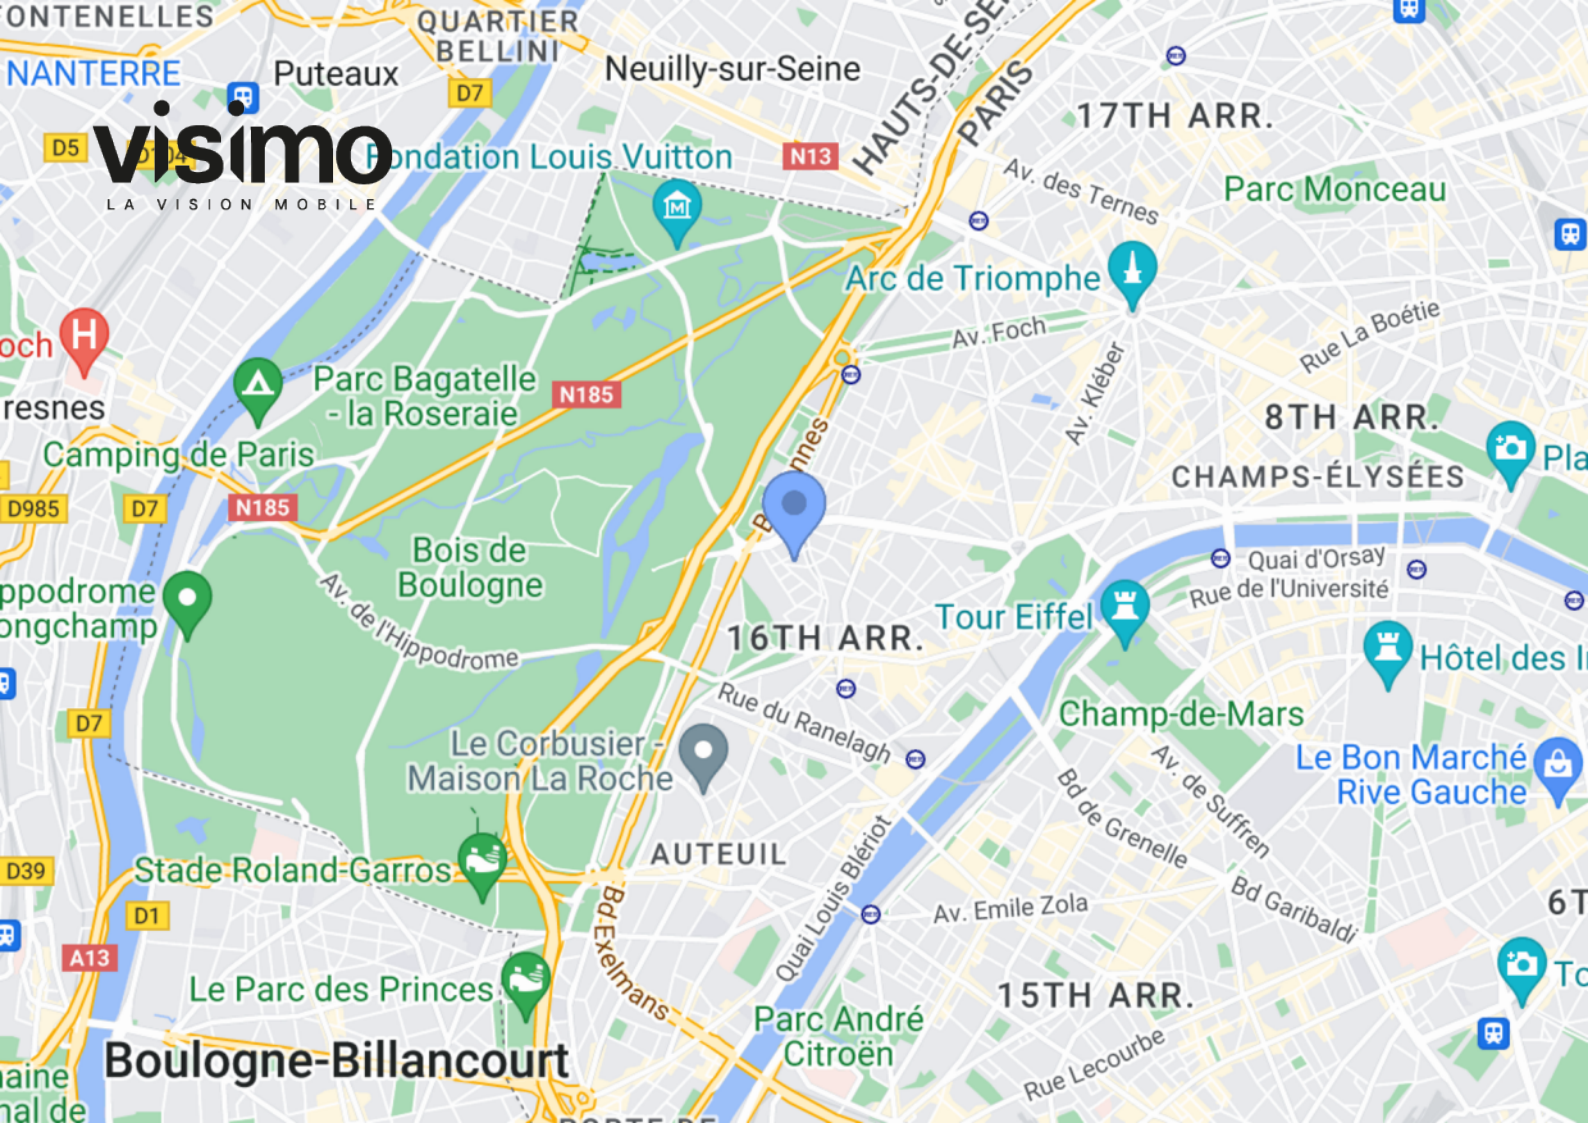 FONTENELLES
QUARTIER
BELLINI
HAUTS-DE-SEI
PARIS
NANTERRE
Puteaux
D7
Neuilly-sur-Seine
17TH ARR.
D5
D104
visimo
LA VISION MOBILE
Fondation Louis Vuitton
N13
Av. des Ternes
Parc Monceau
Arc de Triomphe
Av. Foch
Rue La Boétie
Av. Kléber
och
H
resnes
Parc Bagatelle
- la Roseraie
N185
8TH ARR.
CHAMPS-ÉLYSÉES
Pla
Camping de Paris
D985
D7
N185
nnes
B
Bois de
Boulogne
Quai d'Orsay
Rue de l'Université
ppodrome
ongchamp
Av. de l'Hippodrome
16TH ARR.
Tour Eiffel
Hôtel des I
D7
Rue du Ranelagh
Champ-de-Mars
Le Corbusier -
Maison La Roche
Le Bon Marché
Rive Gauche
Av. de Suffren
Bd de Grenelle
AUTEUIL
Quai Louis Blériot
D39
Stade Roland-Garros
D1
Bd Exelmans
Av. Emile Zola
Bd Garibaldi
6T
A13
Le Parc des Princes
15TH ARR.
To
Parc André
Citroën
Boulogne-Billancourt
Rue Lecourbe
naine
nal de
PORTE DE